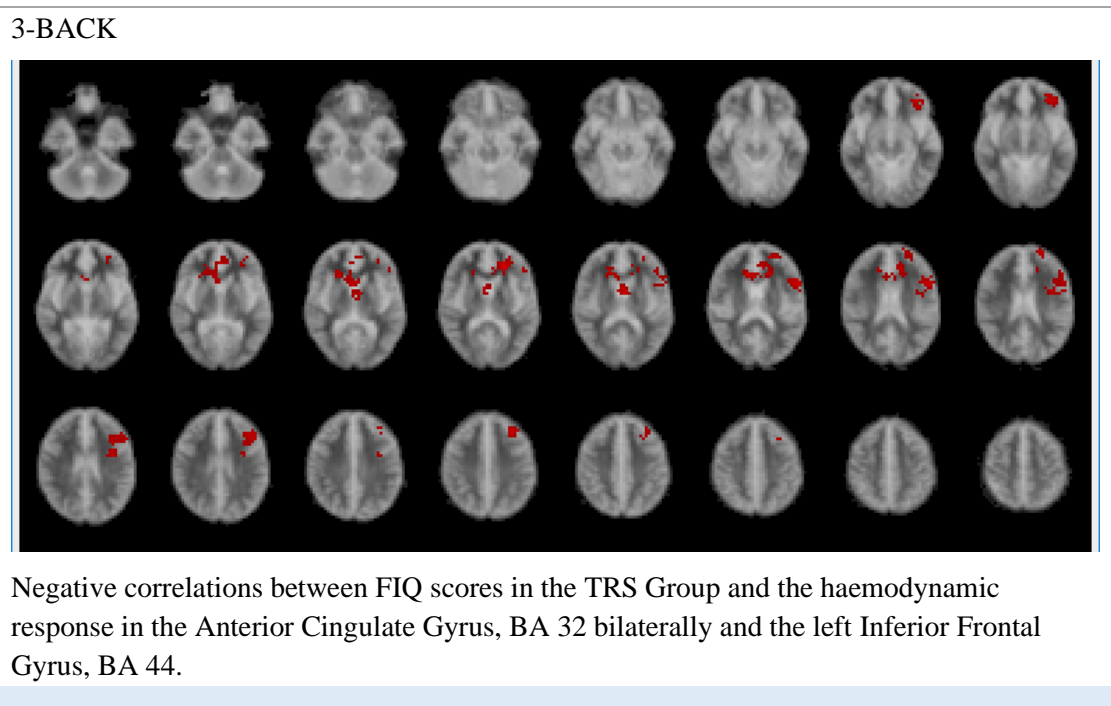 3-BACK
Negative correlations between FIQ scores in the TRS Group and the haemodynamic
response in the Anterior Cingulate Gyrus, BA 32 bilaterally and the left Inferior Frontal
Gyrus, BA 44.